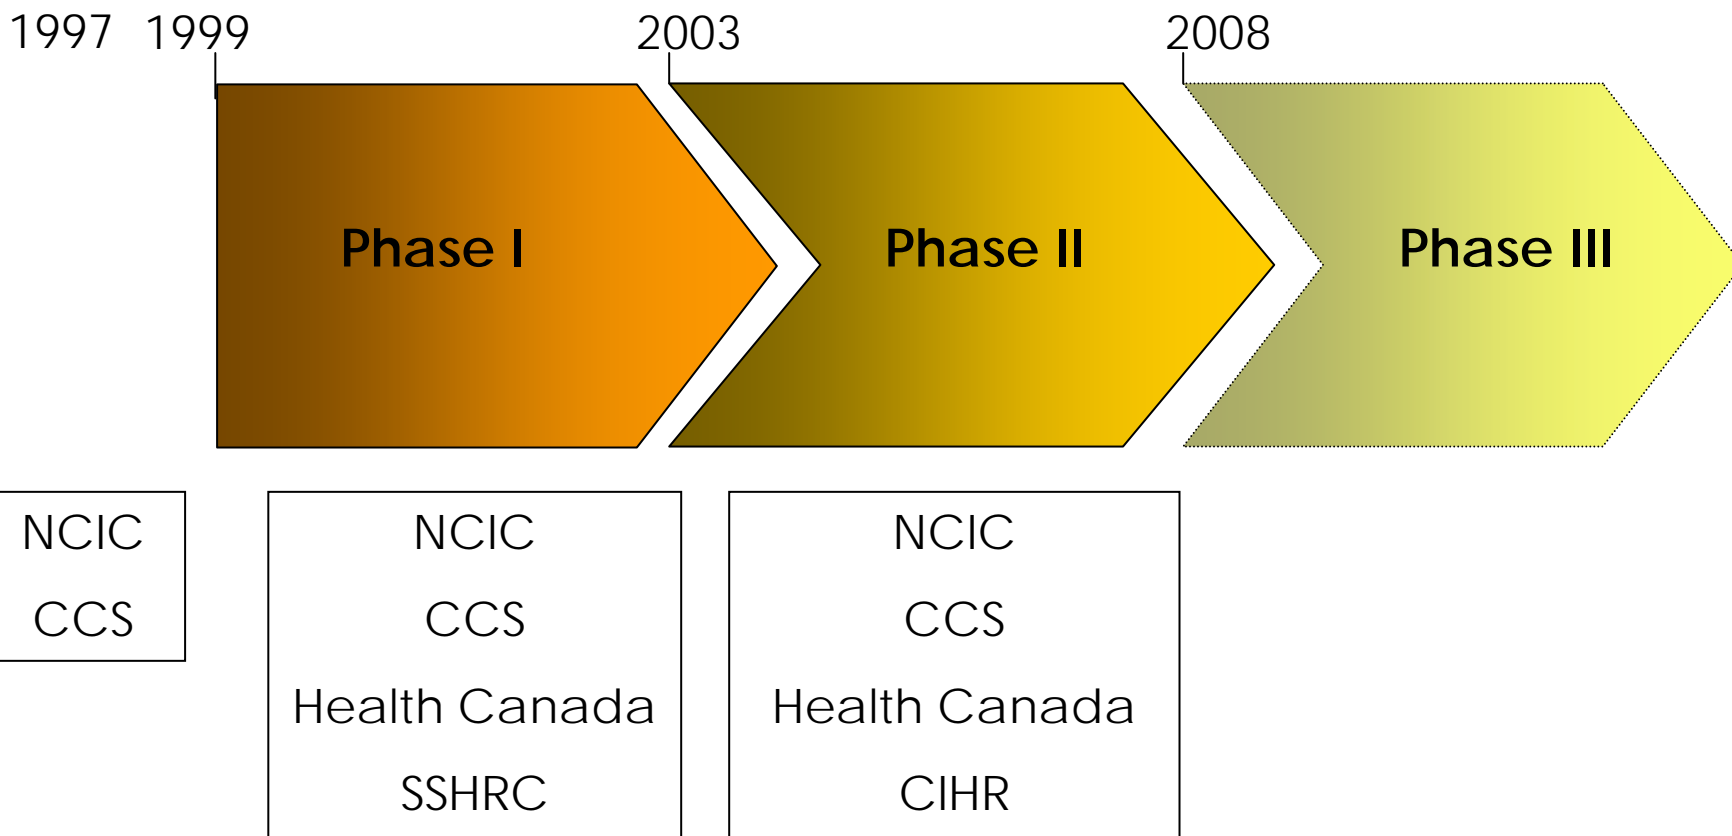 1997 1999 2003 2008
Phase I Phase II Phase III
NCIC
CCS
NCIC
CCS
Health Canada
SSHRC
NCIC
CCS
Health Canada
CIHR